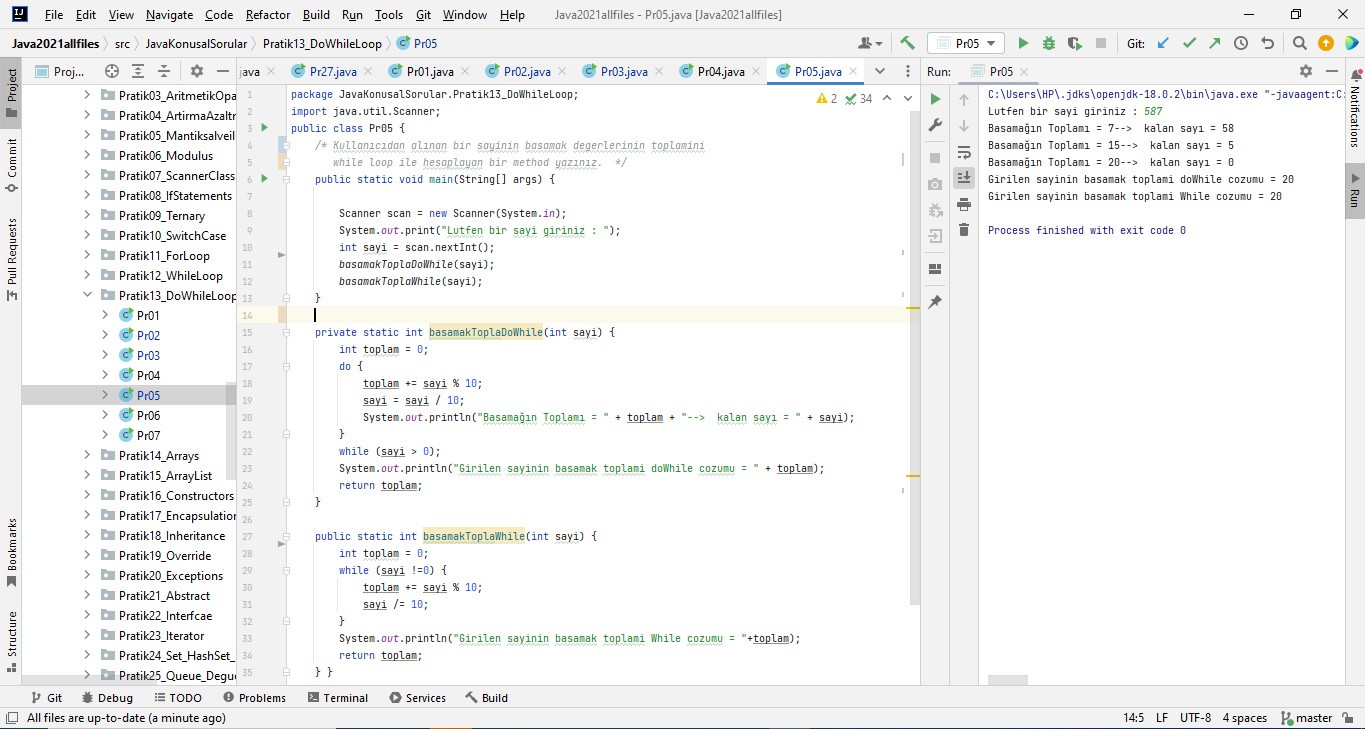 File Edit View Navigate Code Refactor Build Run Tools Git Window Help Java2021allfiles - Pr05.java [Java2021allfiles]
Java2021allfiles src JavaKonusalSorular Pratik13_DoWhileLoop Pr05 Pr05 Git:
Project
Commit
Pull Requests
Bookmarks
Structure
Proj...
Pratik03_AritmetikOpa
Pratik04_ArtirmaAzaltr
Pratik05_Mantiksalveil
Pratik06_Modulus
Pratik07_ScannerClass
Pratik08_IfStatements
Pratik09_Ternary
Pratik10_SwitchCase
Pratik11_ForLoop
Pratik12_WhileLoop
Pratik13_DoWhileLoop
Pr01
Pr02
Pr03
Pr04
Pr05
Pr06
Pr07
Pratik14_Arrays
Pratik15_ArrayList
Pratik16_Constructors
Pratik17_Encapsulation
Pratik18_Inheritance
Pratik19_Override
Pratik20_Exceptions
Pratik21_Abstract
Pratik22_Interfcae
Pratik23_Iterator
Pratik24_Set_HashSet_
Pratik25_Queue_Degu
java Pr27.java Pr01.java Pr02.java Pr03.java Pr04.java Pr05.java
2 34
1 package JavaKonusalSorular.Pratik13_DoWhileLoop;
2 import java.util.Scanner;
3 public class Pr05 {
4 /* Kullanıcıdan alınan bir sayinin basamak degerlerinin toplamini
5 while loop ile hesaplayan bir method yazınız. */
6 public static void main(String[] args) {
7
8 Scanner scan = new Scanner(System.in);
9 System.out.print("Lutfen bir sayi giriniz : ");
10 int sayi = scan.nextInt();
11 basamakToplaDoWhile(sayi);
12 basamakToplaWhile(sayi);
13 }
14
15 private static int basamakToplaDoWhile(int sayi) {
16 int toplam = 0;
17 do {
18 toplam += sayi % 10;
19 sayi = sayi / 10;
20 System.out.println("Basamağın Toplamı = " + toplam + "--> kalan sayı = " + sayi);
21 }
22 while (sayi > 0);
23 System.out.println("Girilen sayinin basamak toplami doWhile cozumu = " + toplam);
24 return toplam;
25 }
26
27 public static int basamakToplaWhile(int sayi) {
28 int toplam = 0;
29 while (sayi !=0) {
30 toplam += sayi % 10;
31 sayi /= 10;
32 }
33 System.out.println("Girilen sayinin basamak toplami While cozumu = "+toplam);
34 return toplam;
35 } }
Run: Pr05
C:\Users\HP\.jdks\openjdk-18.0.2\bin\java.exe "-javaagent:C:
Lutfen bir sayi giriniz : 587
Basamağın Toplamı = 7--> kalan sayı = 58
Basamağın Toplamı = 15--> kalan sayı = 5
Basamağın Toplamı = 20--> kalan sayı = 0
Girilen sayinin basamak toplami doWhile cozumu = 20
Girilen sayinin basamak toplami While cozumu = 20
Process finished with exit code 0
Notifications
Run
Git Debug TODO Problems Terminal Services Build
All files are up-to-date (a minute ago) 14:5 LF UTF-8 4 spaces master